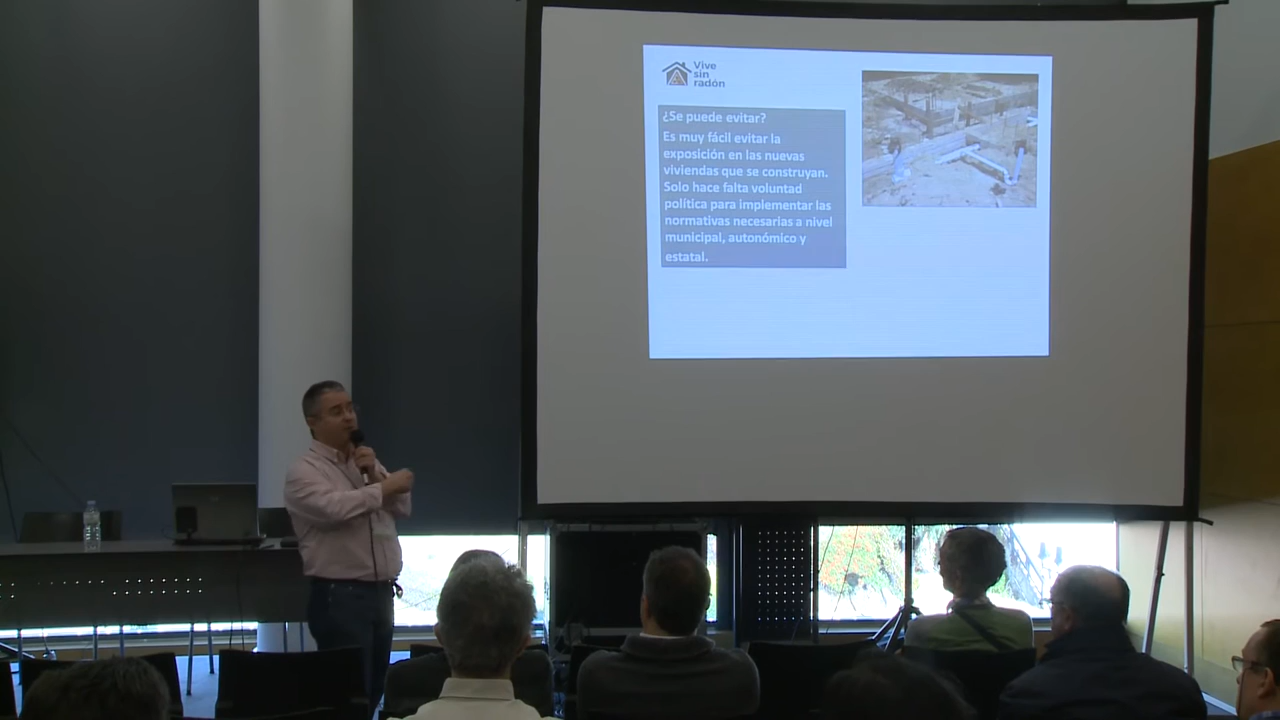 Vive
sin
radón
¿Se puede evitar?
Es muy fácil evitar la
exposición en las nuevas
viviendas que se construyan.
Solo hace falta voluntad
política para implementar las
normativas necesarias a nivel
municipal, autonómico y
estatal.